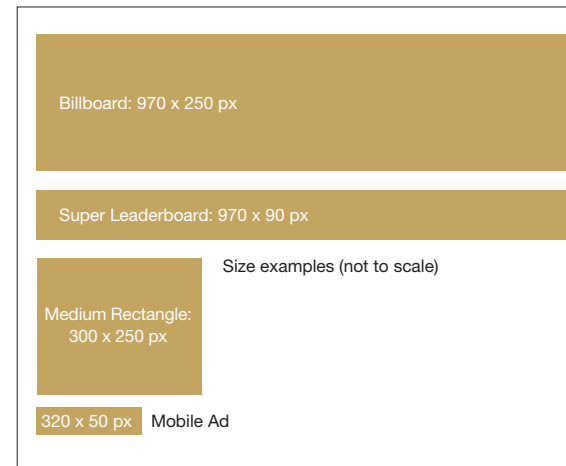 Billboard: 970 x 250 px
Super Leaderboard: 970 x 90 px
Size examples (not to scale)
Medium Rectangle:
300 x 250 px
320 x 50 px Mobile Ad